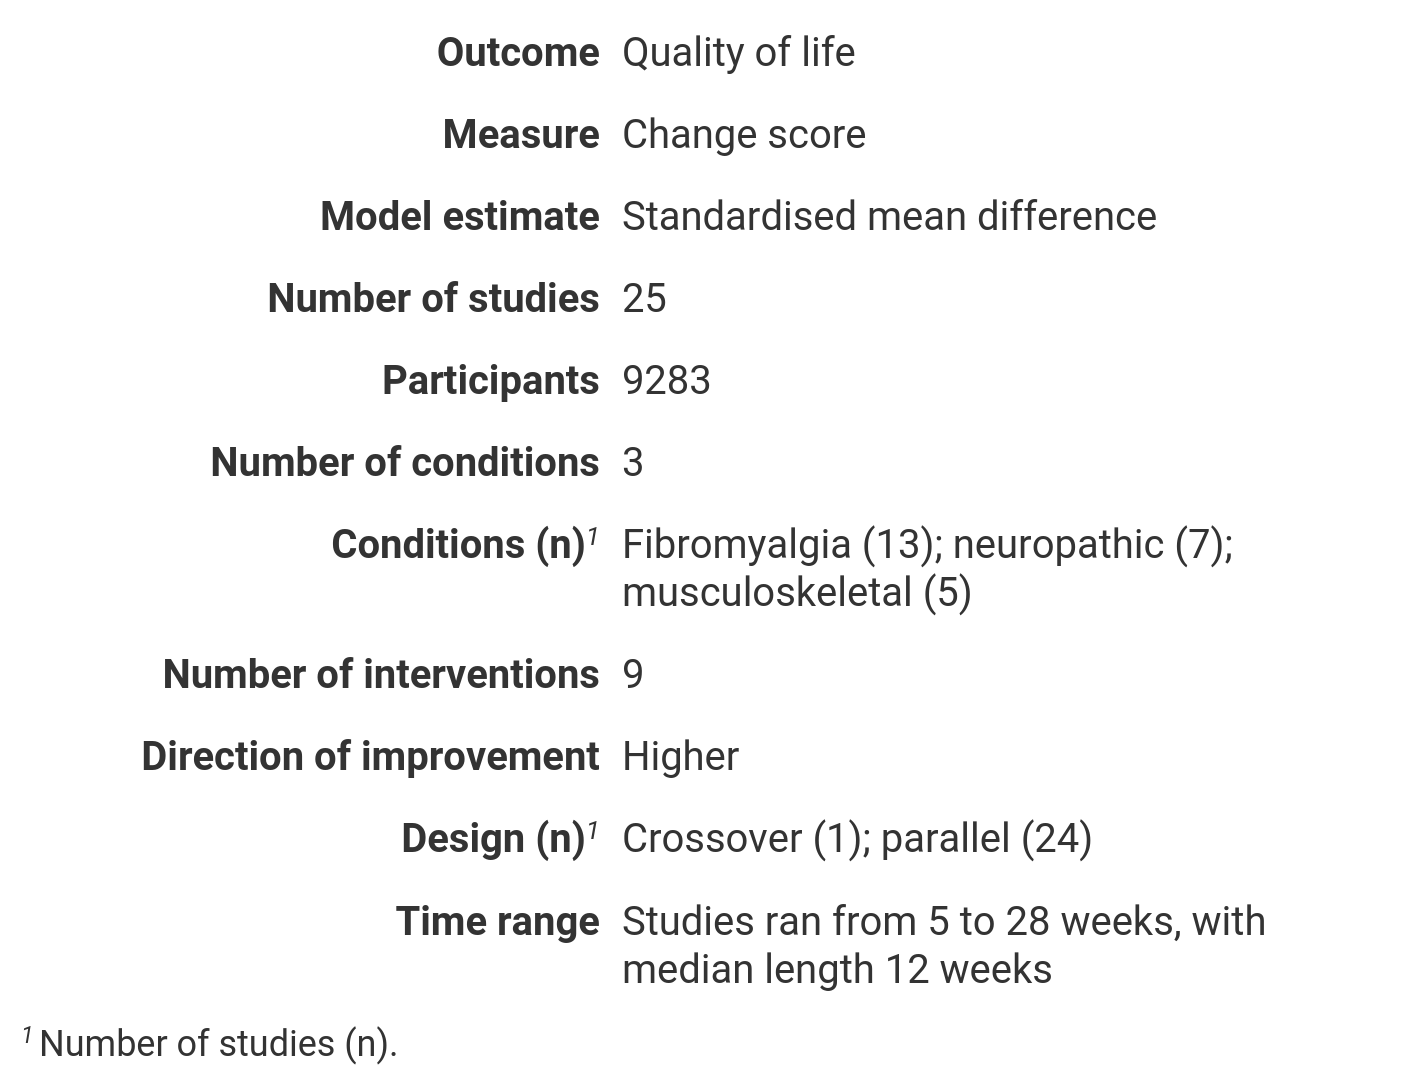 Outcome Quality of life
Measure Change score
Model estimate Standardised mean difference
Number of studies 25
Participants 9283
Number of conditions 3
Conditions (n)¹ Fibromyalgia (13); neuropathic (7);
musculoskeletal (5)
Number of interventions 9
Direction of improvement Higher
Design (n)¹ Crossover (1); parallel (24)
Time range Studies ran from 5 to 28 weeks, with
median length 12 weeks
¹ Number of studies (n).